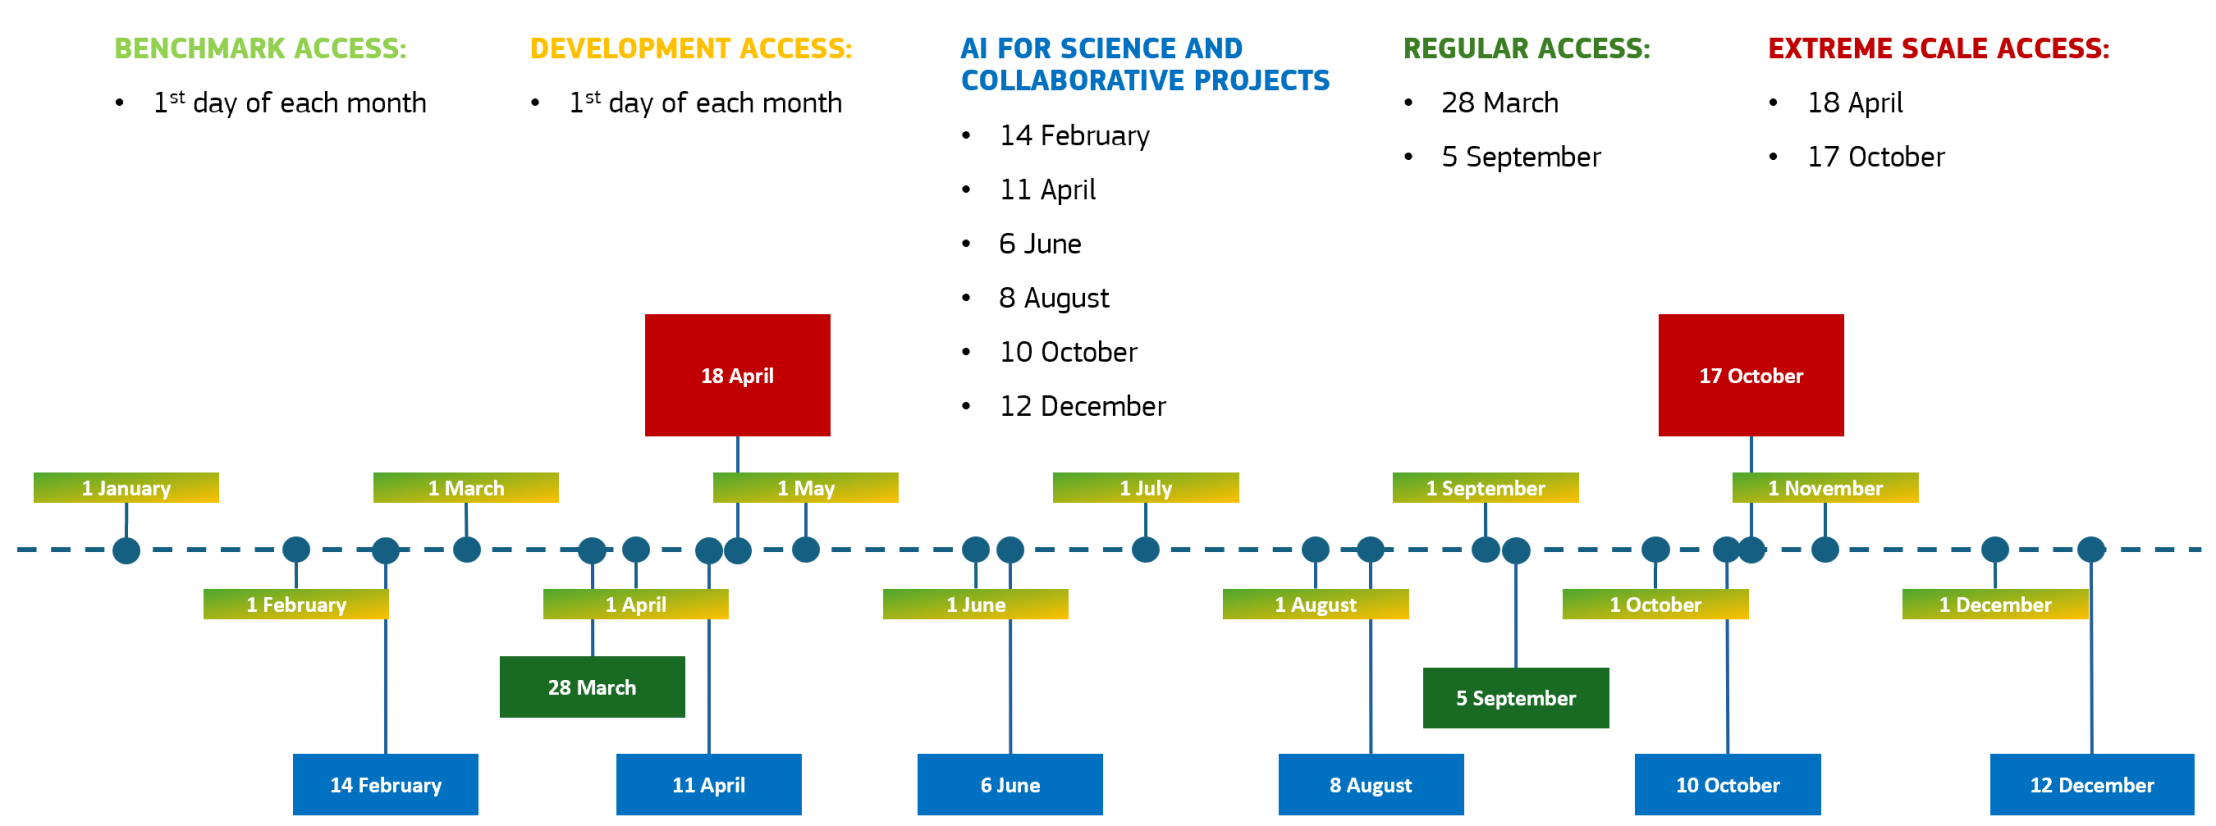 BENCHMARK ACCESS:
• 1st day of each month
DEVELOPMENT ACCESS:
• 1st day of each month
AI FOR SCIENCE AND
COLLABORATIVE PROJECTS
• 14 February
• 11 April
• 6 June
• 8 August
• 10 October
• 12 December
REGULAR ACCESS:
• 28 March
• 5 September
EXTREME SCALE ACCESS:
• 18 April
• 17 October
18 April
17 October
1 January
1 March
1 May
1 July
1 September
1 November
1 February
1 April
1 June
1 August
1 October
1 December
28 March
5 September
14 February
11 April
6 June
8 August
10 October
12 December